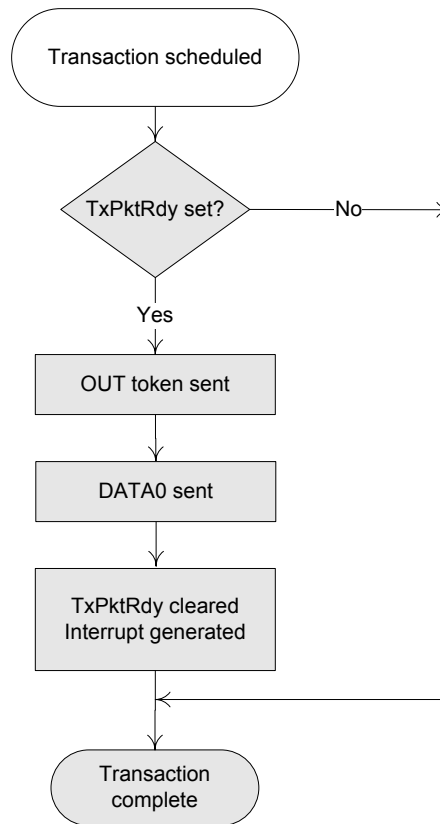 Transaction scheduled
TxPktRdy set?
No
Yes
OUT token sent
DATA0 sent
TxPktRdy cleared
Interrupt generated
Transaction
complete